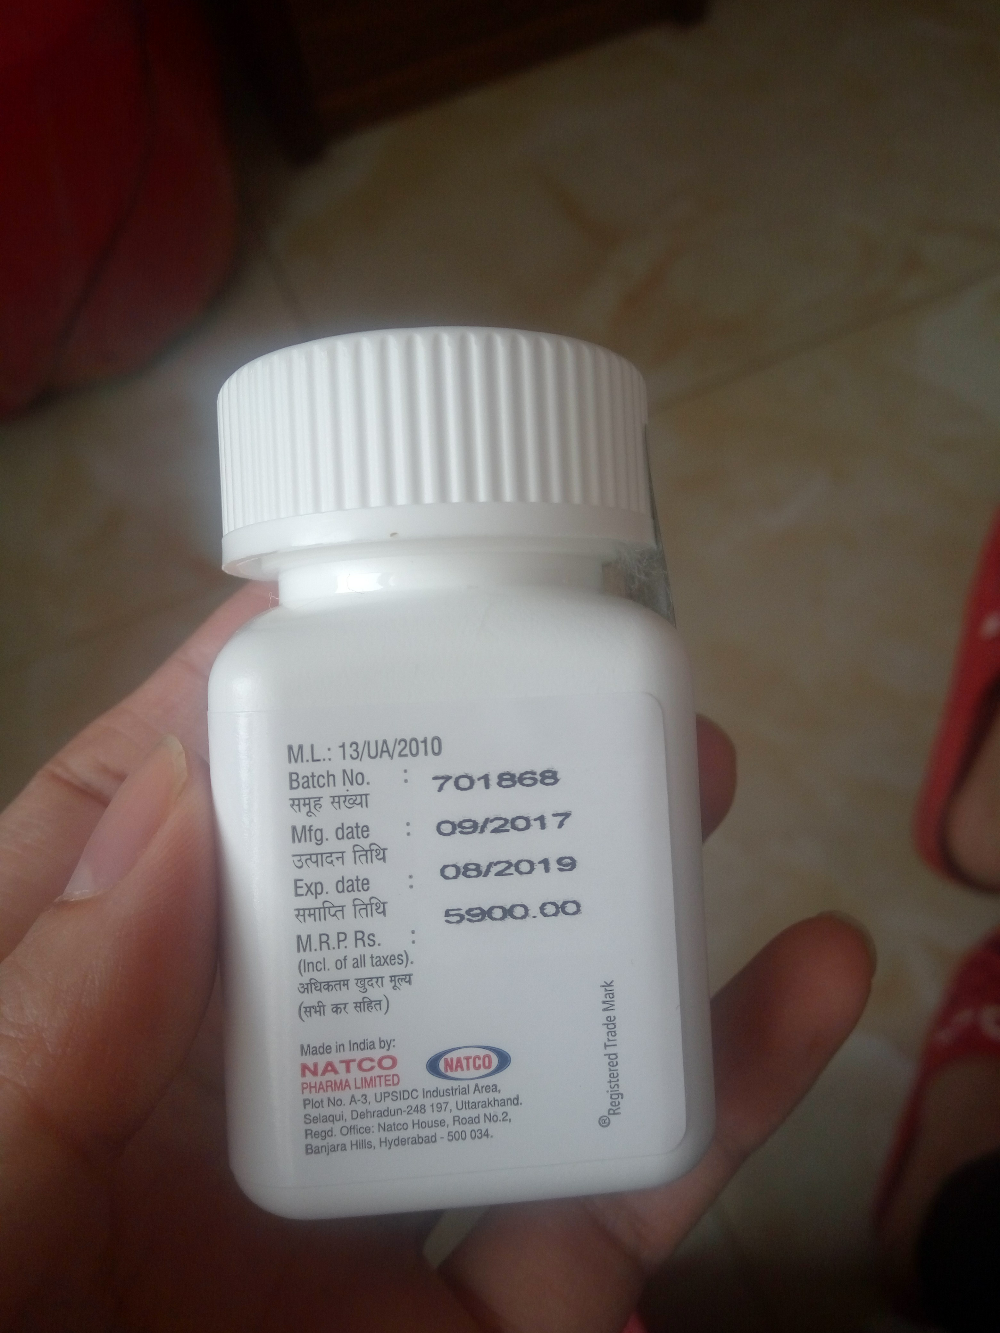 M.L.: 13/UA/2010
Batch No. : 701868
समूह संख्या
Mfg. date : 09/2017
उत्पादन तिथि
Exp. date : 08/2019
समाप्ति तिथि
M.R.P. Rs. : 5900.00
(Incl. of all taxes).
अधिकतम खुदरा मूल्य
(सभी कर सहित)
Made in India by:
NATCO NATCO
PHARMA LIMITED
Plot No. A-3, UPSIDC Industrial Area,
Selaqui, Dehradun-248 197, Uttarakhand.
Regd. Office: Natco House, Road No.2,
Banjara Hills, Hyderabad - 500 034.
®Registered Trade Mark